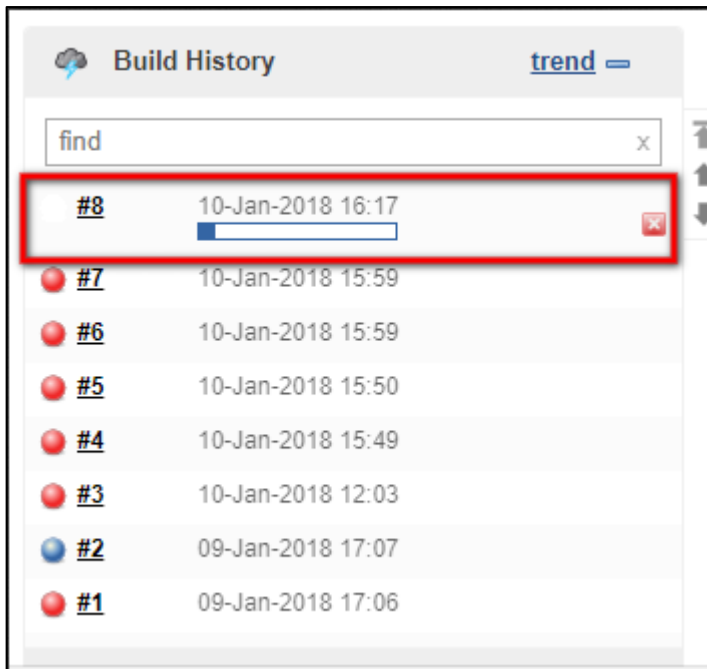 Build History trend
find x
#8 10-Jan-2018 16:17
#7 10-Jan-2018 15:59
#6 10-Jan-2018 15:59
#5 10-Jan-2018 15:50
#4 10-Jan-2018 15:49
#3 10-Jan-2018 12:03
#2 09-Jan-2018 17:07
#1 09-Jan-2018 17:06